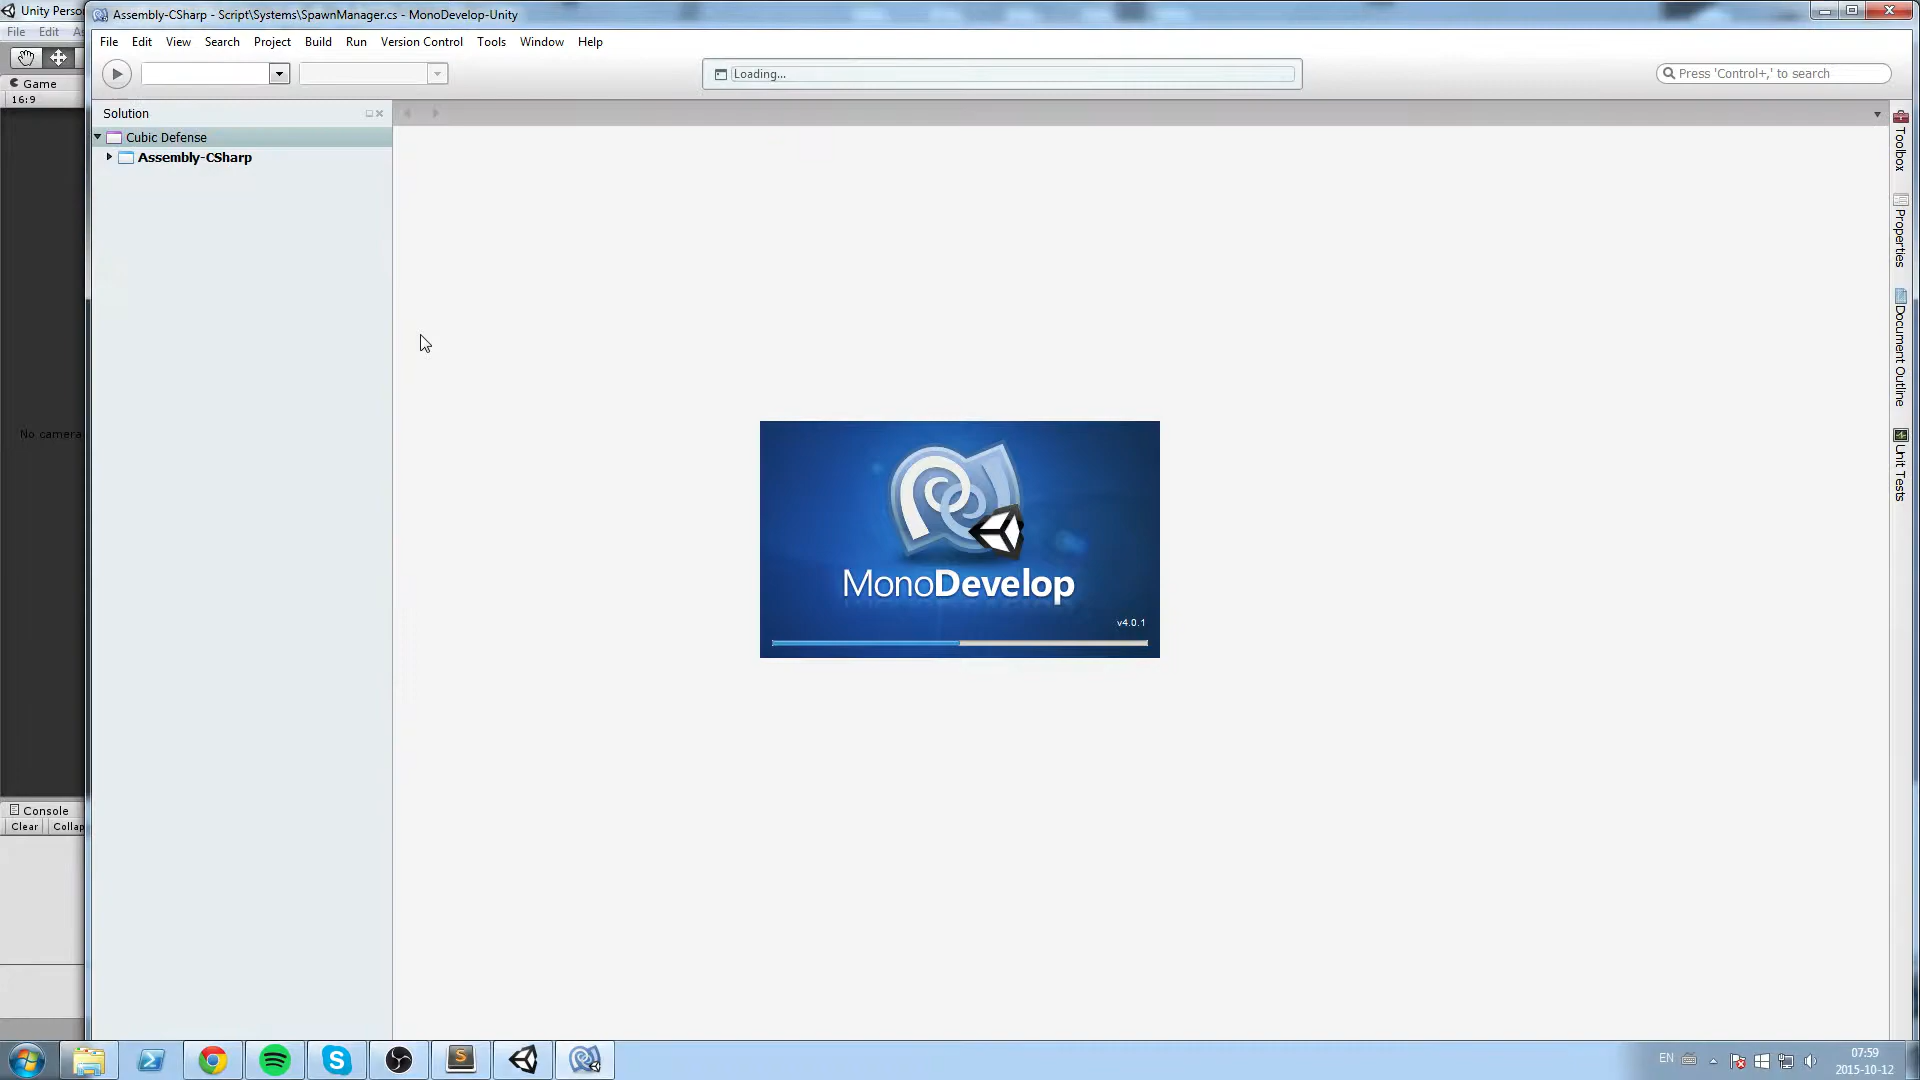 Unity Perso
Assembly-CSharp - Script\Systems\SpawnManager.cs - MonoDevelop-Unity
File Edit As
File Edit View Search Project Build Run Version Control Tools Window Help
Loading...
Press 'Control+,' to search
Game
16:9
Solution
Cubic Defense
Assembly-CSharp
Toolbox
Properties
Document Outline
Unit Tests
No camera
MonoDevelop
v4.0.1
Console
Clear Collap
EN
07:59
2015-10-12